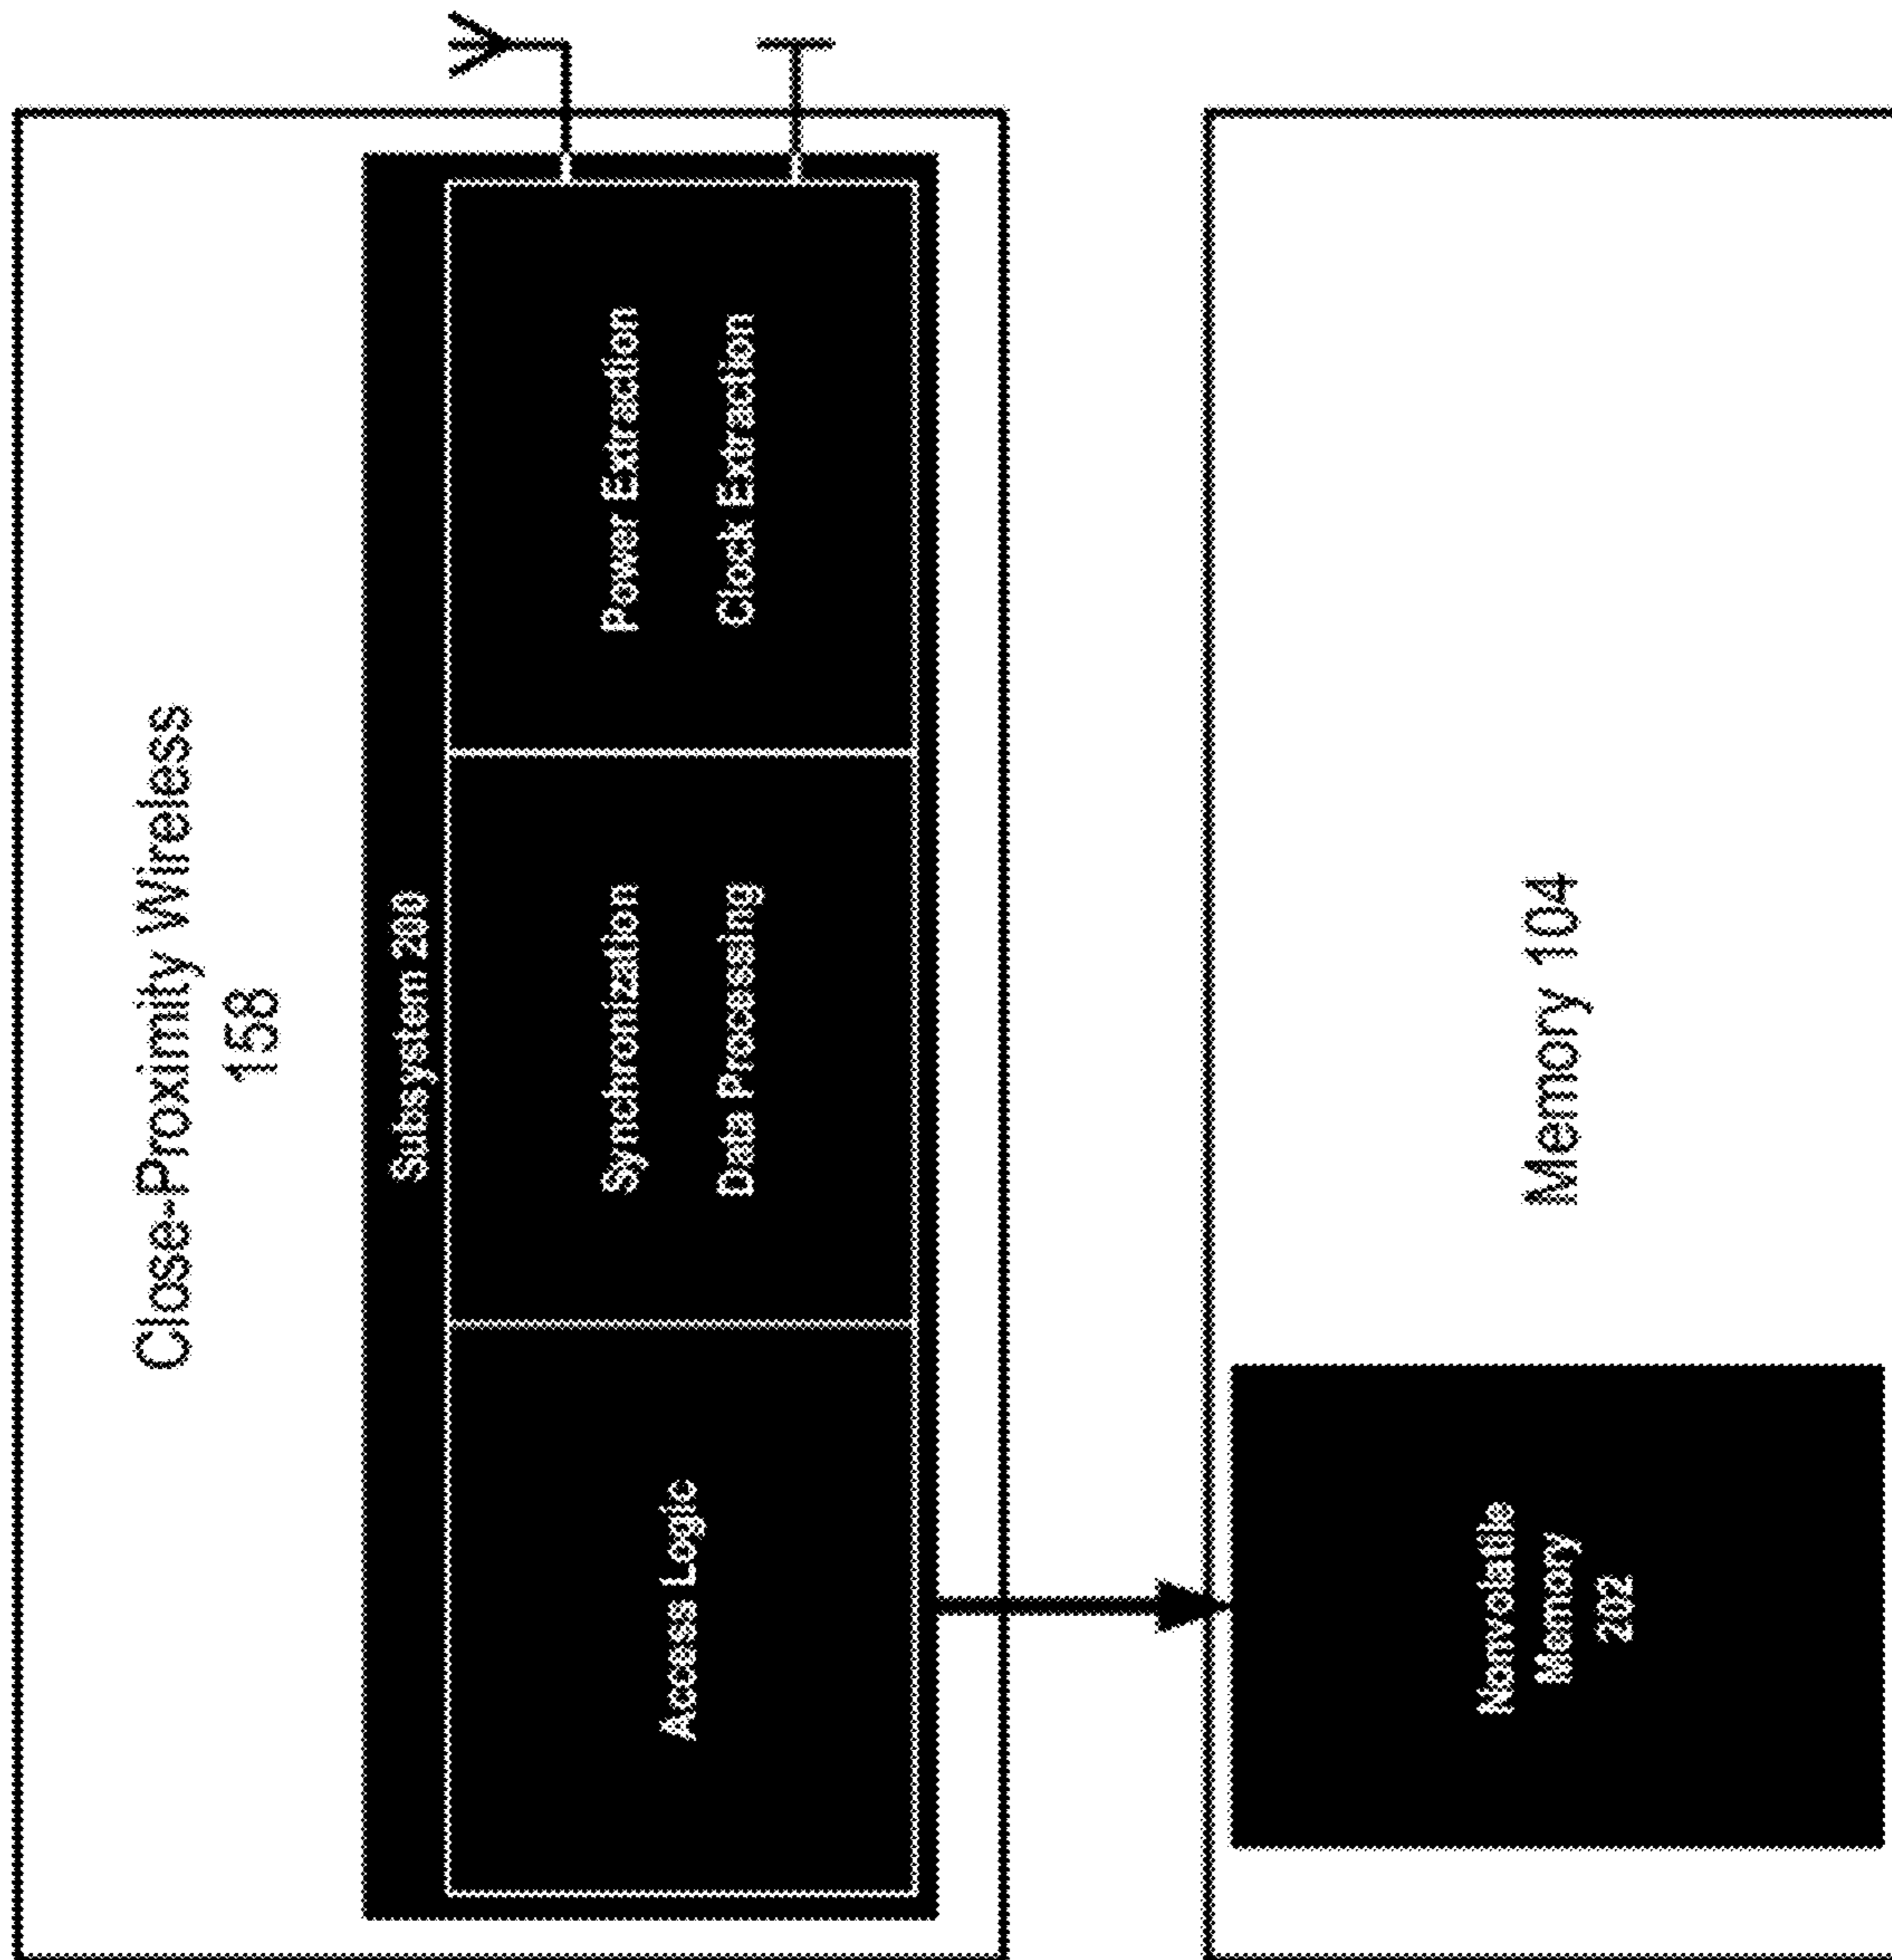 Close-Proximity Wireless
158
Subsystem 200
Access Logic
Synchronization
Data Processing
Power Extraction
Clock Extraction
Memory 104
Nonvolatile
Memory
202